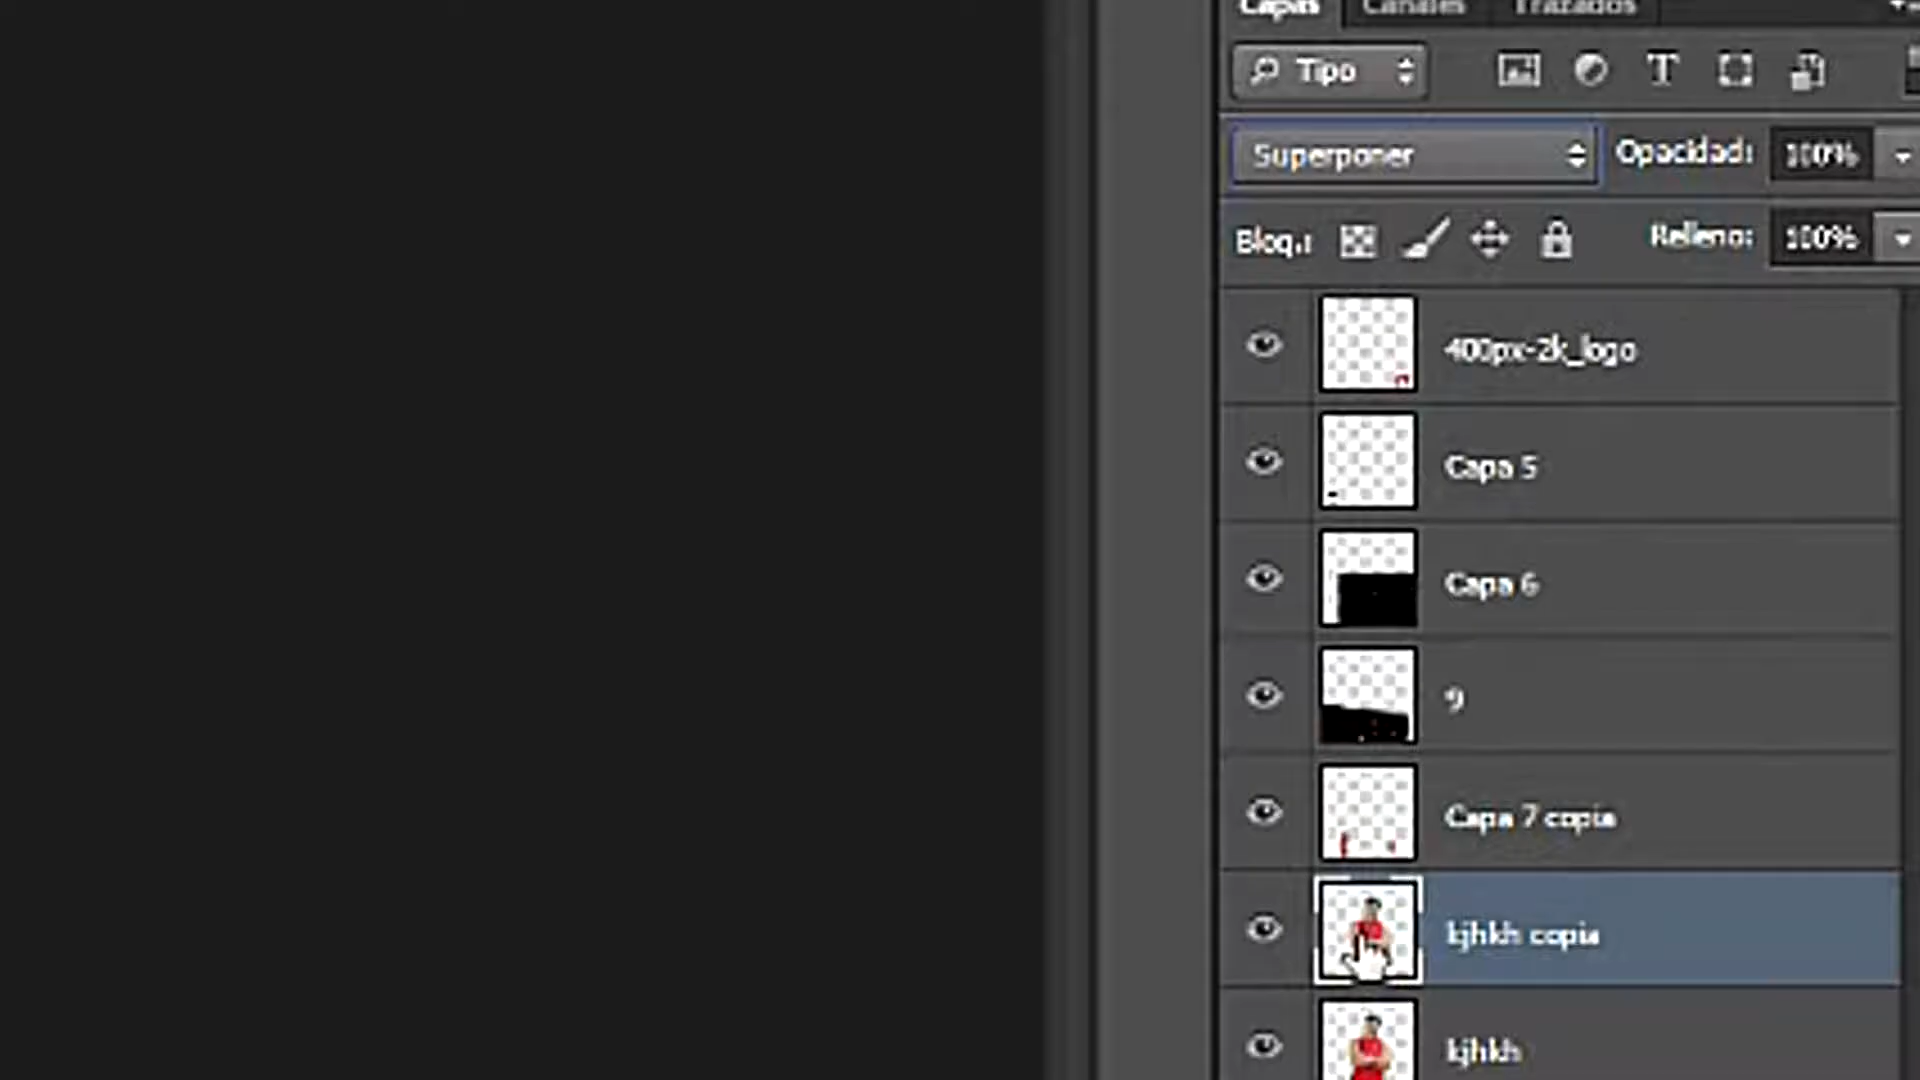 Capas Canales Trazados
Tipo T
Superponer Opacidad: 100%
Bloq.: Relleno: 100%
400px-2k_logo
Capa 5
Capa 6
9
Capa 7 copia
kjhkh copia
kjhkh